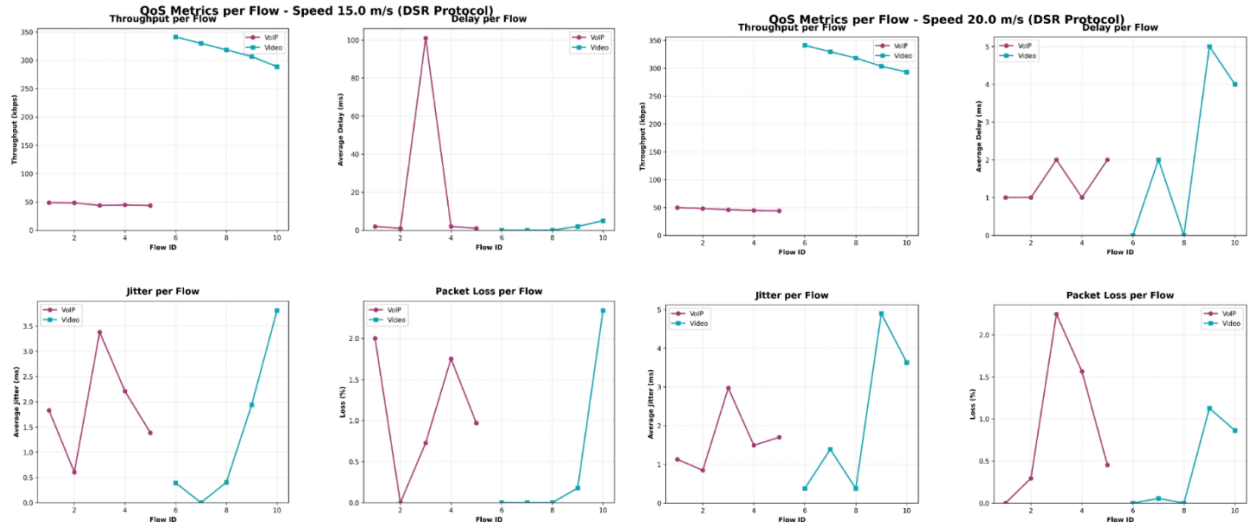 QoS Metrics per Flow - Speed 15.0 m/s (DSR Protocol)
Throughput per Flow
Throughput (kbps)
350
300
250
200
150
100
50
0
2
4
6
8
10
Flow ID
VoIP
Video
Delay per Flow
Average Delay (ms)
100
80
60
40
20
0
2
4
6
8
10
Flow ID
VoIP
Video
Jitter per Flow
Average Jitter (ms)
3.5
3.0
2.5
2.0
1.5
1.0
0.5
0.0
2
4
6
8
10
Flow ID
VoIP
Video
Packet Loss per Flow
Loss (%)
2.0
1.5
1.0
0.5
0.0
2
4
6
8
10
Flow ID
VoIP
Video
QoS Metrics per Flow - Speed 20.0 m/s (DSR Protocol)
Throughput per Flow
Throughput (kbps)
350
300
250
200
150
100
50
0
2
4
6
8
10
Flow ID
VoIP
Video
Delay per Flow
Average Delay (ms)
5
4
3
2
1
0
2
4
6
8
10
Flow ID
VoIP
Video
Jitter per Flow
Average Jitter (ms)
5
4
3
2
1
0
2
4
6
8
10
Flow ID
VoIP
Video
Packet Loss per Flow
Loss (%)
2.0
1.5
1.0
0.5
0.0
2
4
6
8
10
Flow ID
VoIP
Video